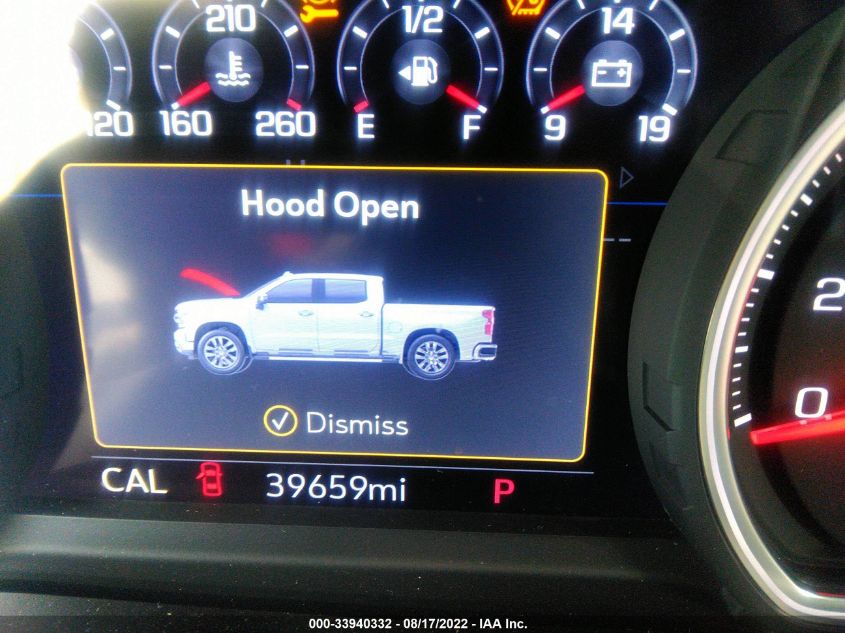 210 1/2 14
120 160 260 E F 9 19
Hood Open
2
0
Dismiss
CAL 39659mi P
000-33940332 - 08/17/2022 - IAA Inc.